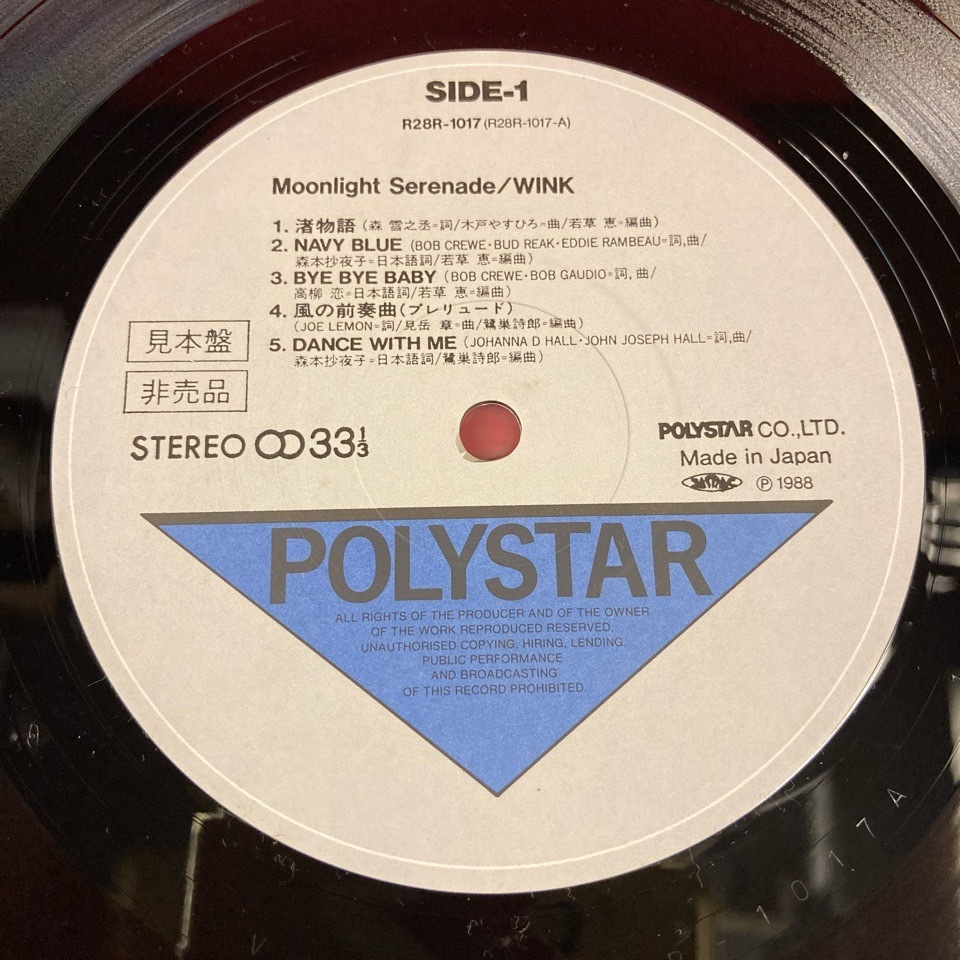 SIDE-1
R28R-1017 (R28R-1017-A)
Moonlight Serenade/WINK
1. 渚物語 (森 雪之丞=詞/木戸やすひろ=曲/若草 恵=編曲)
2. NAVY BLUE (BOB CREWE・BUD REAK・EDDIE RAMBEAU=詞,曲/
森本抄夜子=日本語詞/若草 恵=編曲)
3. BYE BYE BABY (BOB CREWE・BOB GAUDIO=詞, 曲/
高柳 恋=日本語詞/若草 恵=編曲)
4. 風の前奏曲(プレリュード)
(JOE LEMON=詞/見岳 章=曲/鷺巣詩郎=編曲)
5. DANCE WITH ME (JOHANNA D HALL・JOHN JOSEPH HALL=詞,曲/
森本抄夜子=日本語詞/鷺巣詩郎=編曲)
見本盤
非売品
STEREO 33 1/3
POLYSTAR CO.,LTD.
Made in Japan
JASRAC ℗ 1988
POLYSTAR
ALL RIGHTS OF THE PRODUCER AND OF THE OWNER
OF THE WORK REPRODUCED RESERVED.
UNAUTHORISED COPYING, HIRING, LENDING,
PUBLIC PERFORMANCE
AND BROADCASTING
OF THIS RECORD PROHIBITED.
1017A